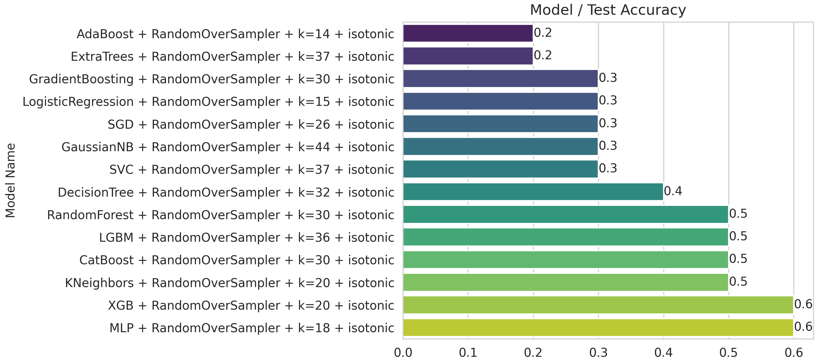 Model / Test Accuracy
Model Name
AdaBoost + RandomOverSampler + k=14 + isotonic 0.2
ExtraTrees + RandomOverSampler + k=37 + isotonic 0.2
GradientBoosting + RandomOverSampler + k=30 + isotonic 0.3
LogisticRegression + RandomOverSampler + k=15 + isotonic 0.3
SGD + RandomOverSampler + k=26 + isotonic 0.3
GaussianNB + RandomOverSampler + k=44 + isotonic 0.3
SVC + RandomOverSampler + k=37 + isotonic 0.3
DecisionTree + RandomOverSampler + k=32 + isotonic 0.4
RandomForest + RandomOverSampler + k=30 + isotonic 0.5
LGBM + RandomOverSampler + k=36 + isotonic 0.5
CatBoost + RandomOverSampler + k=30 + isotonic 0.5
KNeighbors + RandomOverSampler + k=20 + isotonic 0.5
XGB + RandomOverSampler + k=20 + isotonic 0.6
MLP + RandomOverSampler + k=18 + isotonic 0.6
0.0 0.1 0.2 0.3 0.4 0.5 0.6